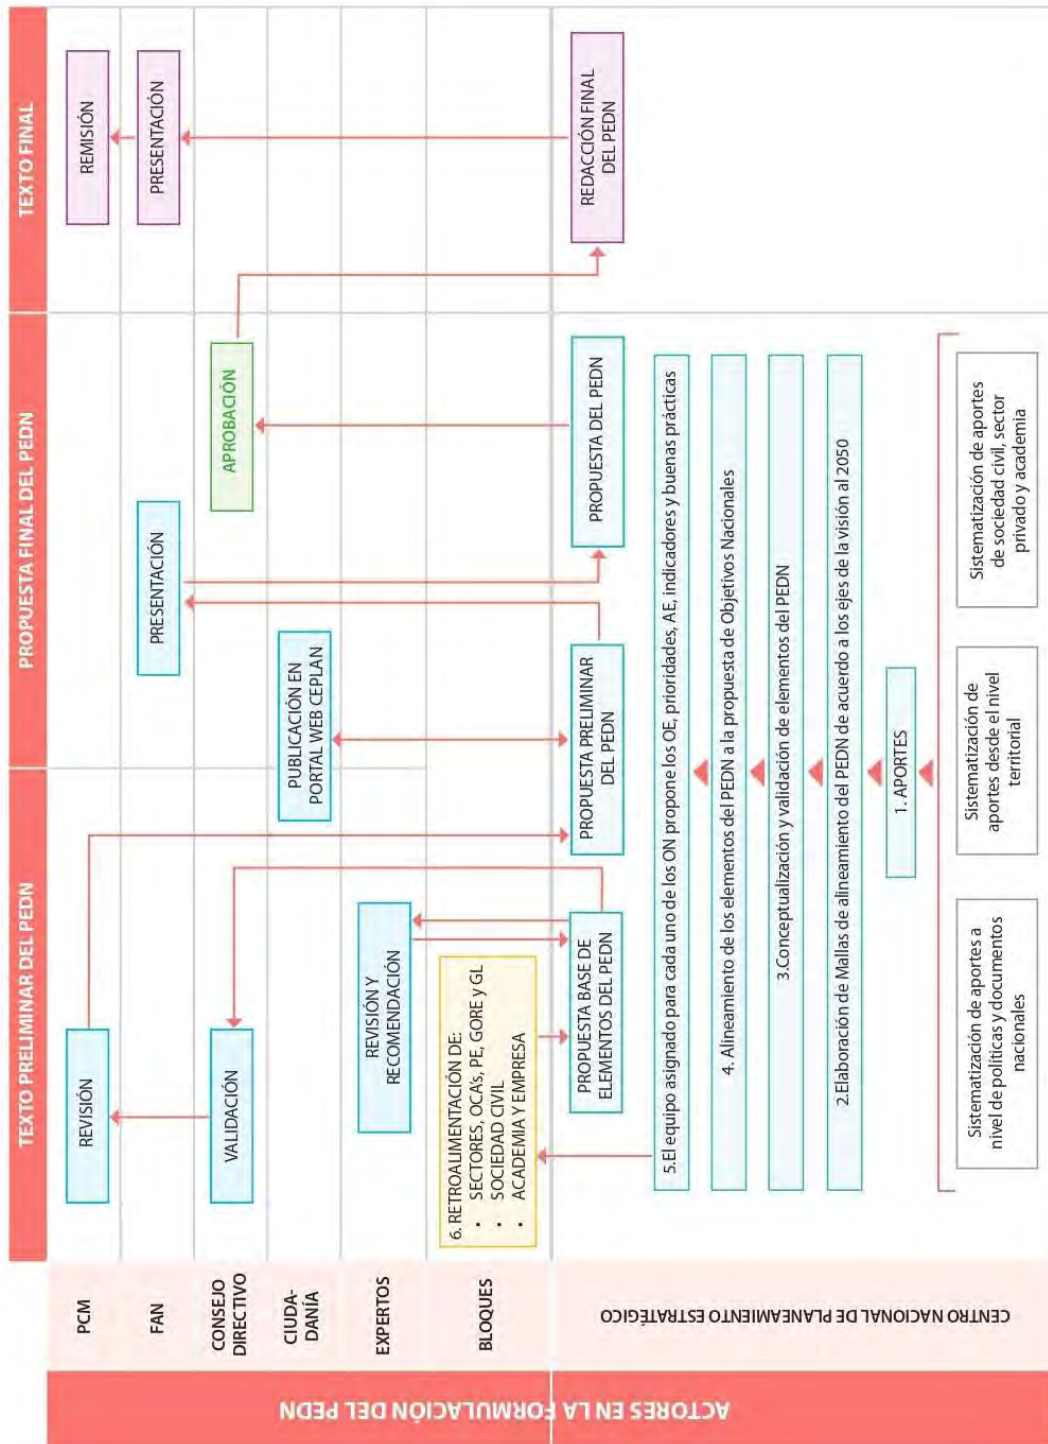 TEXTO PRELIMINAR DEL PEDN
PROPUESTA FINAL DEL PEDN
TEXTO FINAL
ACTORES EN LA FORMULACIÓN DEL PEDN
PCM
REVISIÓN
REMISIÓN
FAN
PRESENTACIÓN
PRESENTACIÓN
CONSEJO
DIRECTIVO
VALIDACIÓN
APROBACIÓN
CIUDA-
DANÍA
PUBLICACIÓN EN
PORTAL WEB CEPLAN
EXPERTOS
REVISIÓN Y
RECOMENDACIÓN
BLOQUES
6. RETROALIMENTACIÓN DE:
• SECTORES, OCA's, PE, GORE y GL
• SOCIEDAD CIVIL
• ACADEMIA Y EMPRESA
CENTRO NACIONAL DE PLANEAMIENTO ESTRATÉGICO
PROPUESTA BASE DE
ELEMENTOS DEL PEDN
PROPUESTA PRELIMINAR
DEL PEDN
PROPUESTA DEL PEDN
REDACCIÓN FINAL
DEL PEDN
5.El equipo asignado para cada uno de los ON propone los OE, prioridades, AE, indicadores y buenas prácticas
4. Alineamiento de los elementos del PEDN a la propuesta de Objetivos Nacionales
3.Conceptualización y validación de elementos del PEDN
2.Elaboración de Mallas de alineamiento del PEDN de acuerdo a los ejes de la visión al 2050
1. APORTES
Sistematización de aportes a
nivel de políticas y documentos
nacionales
Sistematización de
aportes desde el nivel
territorial
Sistematización de aportes
de sociedad civil, sector
privado y academia